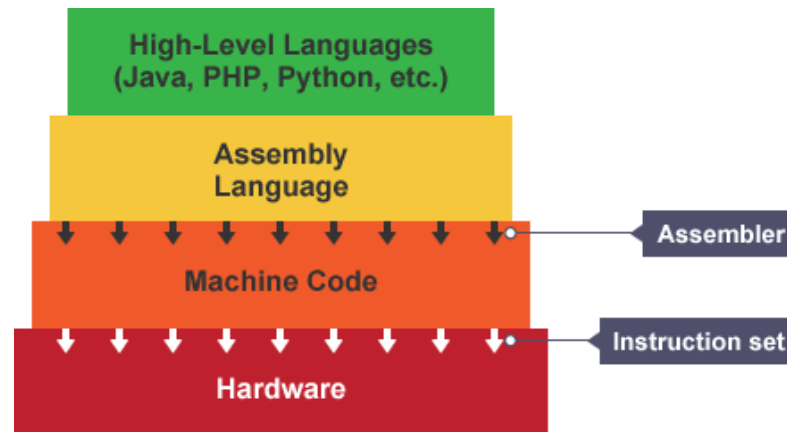 High-Level Languages
(Java, PHP, Python, etc.)
Assembly
Language
Assembler
Machine Code
Instruction set
Hardware